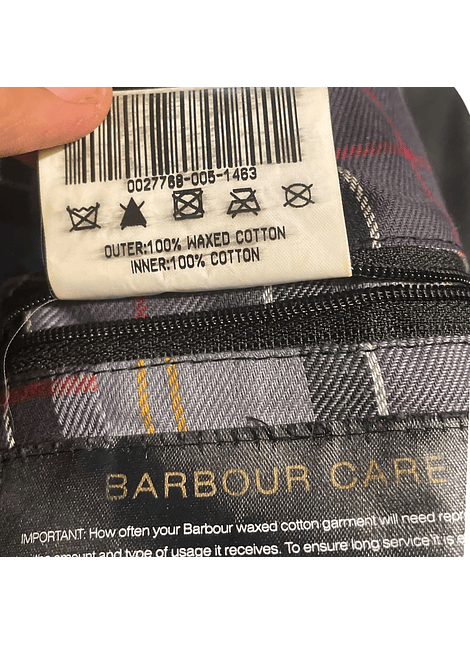 0027768-005-1463
OUTER:100% WAXED COTTON
INNER:100% COTTON
BARBOUR CARE
IMPORTANT: How often your Barbour waxed cotton garment will need rep
amount and type of usage it receives. To ensure long service it is